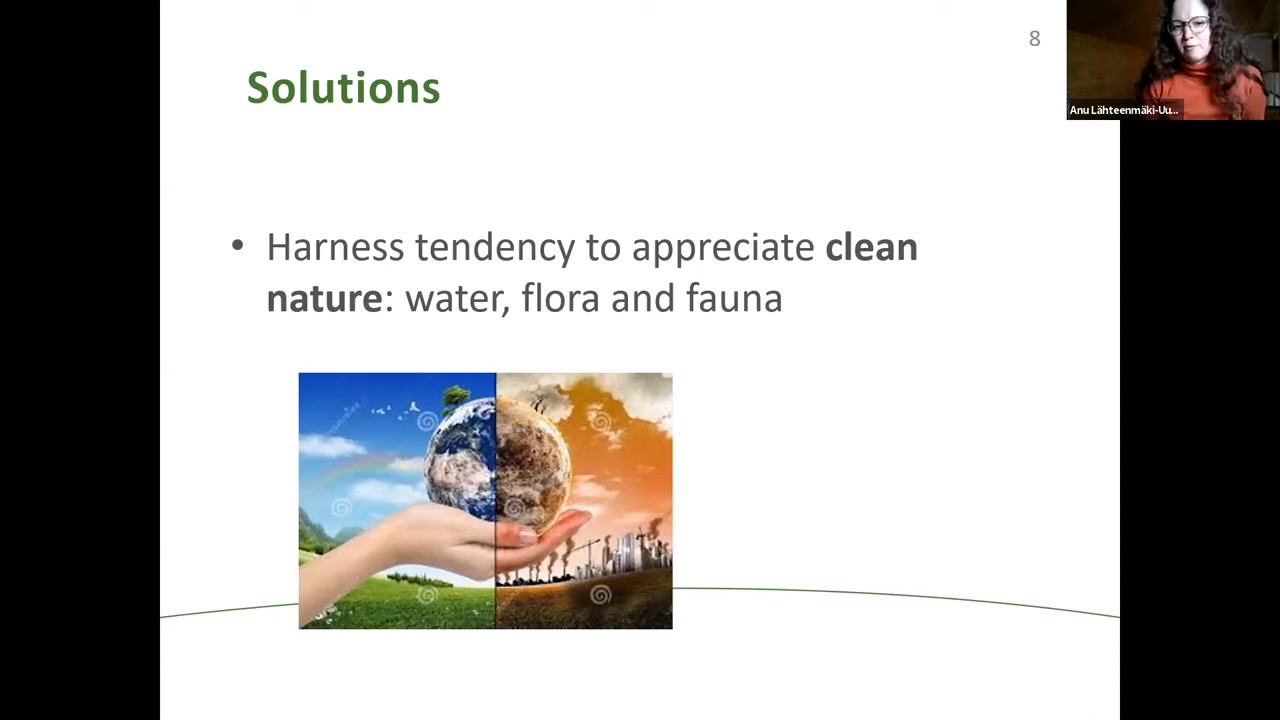 8
Solutions
Anu Lähteenmäki-Uu...
• Harness tendency to appreciate clean
nature: water, flora and fauna